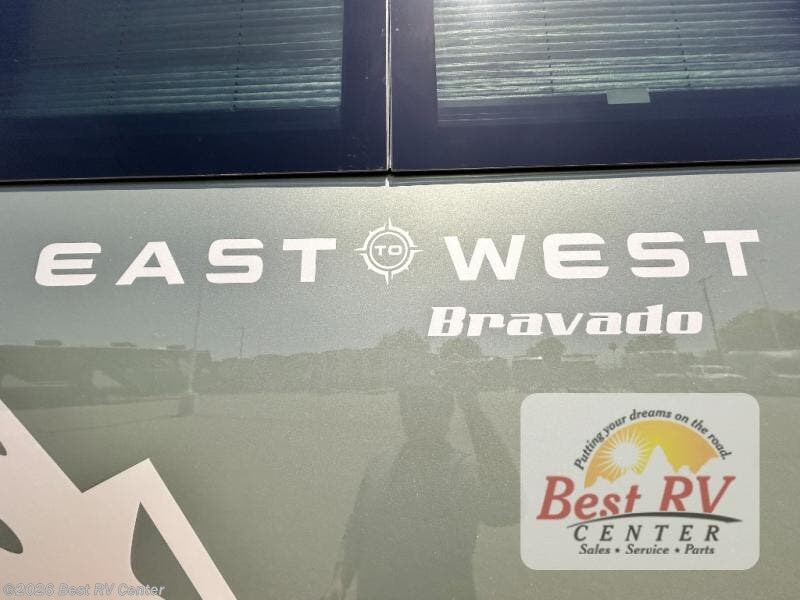 EAST TO WEST
Bravado
Putting your dreams on the road.
Best RV
CENTER
Sales • Service • Parts
©2026 Best RV Center